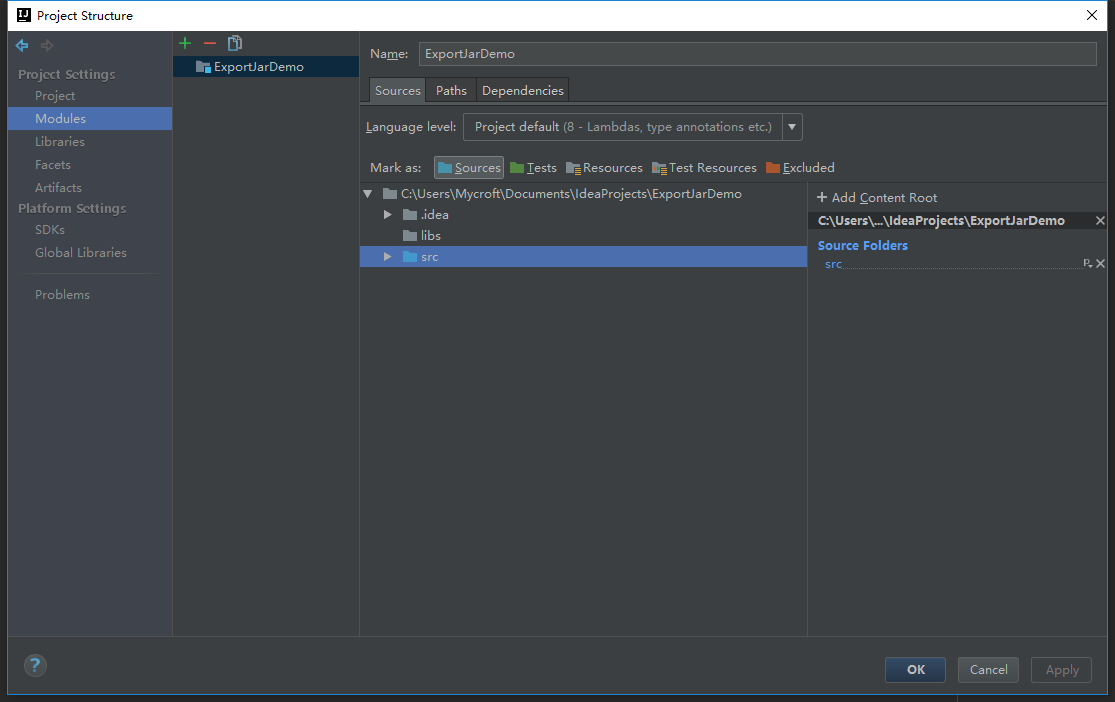 Project Structure
Project Settings
Project
Modules
Libraries
Facets
Artifacts
Platform Settings
SDKs
Global Libraries
Problems
ExportJarDemo
Name: ExportJarDemo
Sources Paths Dependencies
Language level: Project default (8 - Lambdas, type annotations etc.)
Mark as: Sources Tests Resources Test Resources Excluded
C:\Users\Mycroft\Documents\IdeaProjects\ExportJarDemo
.idea
libs
src
+ Add Content Root
C:\Users\...\IdeaProjects\ExportJarDemo
Source Folders
src
?
OK Cancel Apply